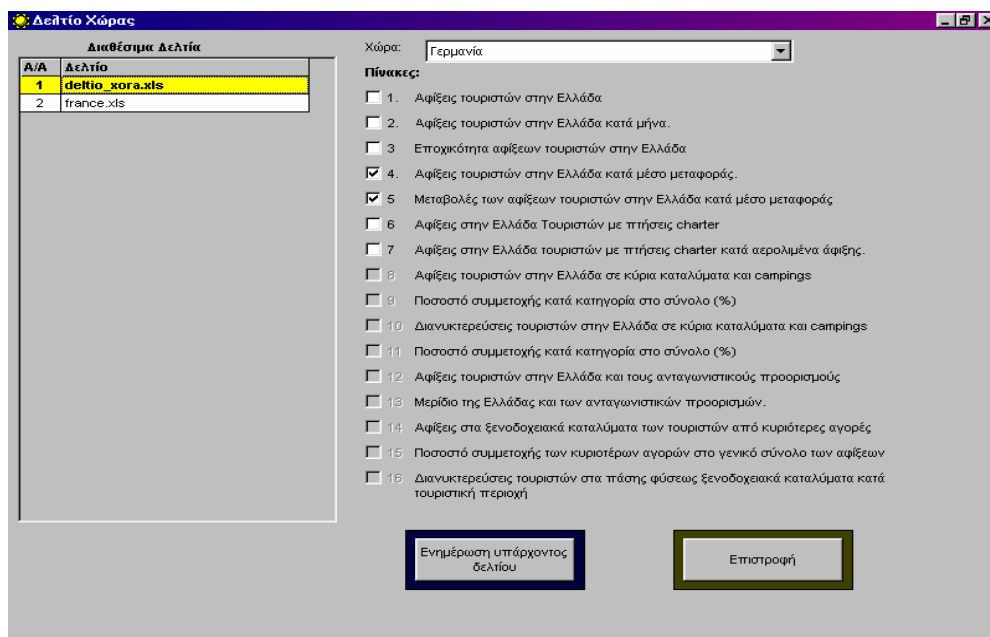 Δελτίο Χώρας
Διαθέσιμα Δελτία
Α/Α Δελτίο
1 deltio_xora.xls
2 france.xls
Χώρα: Γερμανία
Πίνακες:
1. Αφίξεις τουριστών στην Ελλάδα
2. Αφίξεις τουριστών στην Ελλάδα κατά μήνα.
3 Εποχικότητα αφίξεων τουριστών στην Ελλάδα
4. Αφίξεις τουριστών στην Ελλάδα κατά μέσο μεταφοράς.
5 Μεταβολές των αφίξεων τουριστών στην Ελλάδα κατά μέσο μεταφοράς
6 Αφίξεις στην Ελλάδα Τουριστών με πτήσεις charter
7 Αφίξεις στην Ελλάδα τουριστών με πτήσεις charter κατά αερολιμένα άφιξης.
8 Αφίξεις τουριστών στην Ελλάδα σε κύρια καταλύματα και campings
9 Ποσοστό συμμετοχής κατά κατηγορία στο σύνολο (%)
10 Διανυκτερεύσεις τουριστών στην Ελλάδα σε κύρια καταλύματα και campings
11 Ποσοστό συμμετοχής κατά κατηγορία στο σύνολο (%)
12 Αφίξεις τουριστών στην Ελλάδα και τους ανταγωνιστικούς προορισμούς
13 Μερίδιο της Ελλάδας και των ανταγωνιστικών προορισμών.
14 Αφίξεις στα ξενοδοχειακά καταλύματα των τουριστών από κυριότερες αγορές
15 Ποσοστό συμμετοχής των κυριοτέρων αγορών στο γενικό σύνολο των αφίξεων
16 Διανυκτερεύσεις τουριστών στα πάσης φύσεως ξενοδοχειακά καταλύματα κατά
τουριστική περιοχή
Ενημέρωση υπάρχοντος
δελτίου
Επιστροφή